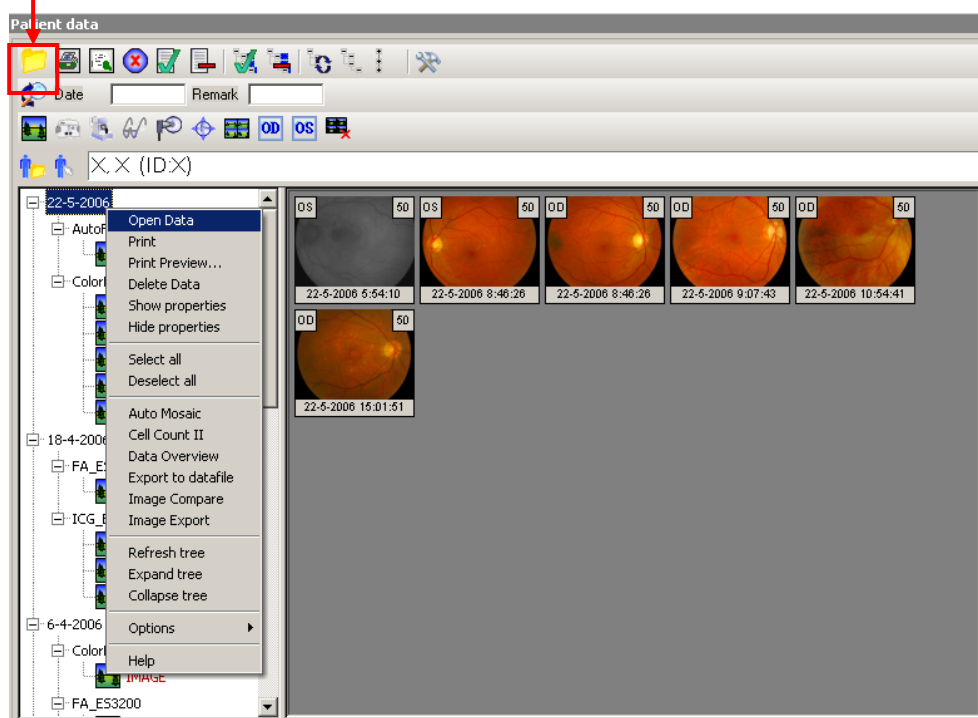 Patient data
Date
Remark
OD OS
X, X (ID:X)
22-5-2006
AutoF
Color
18-4-2006
FA_ES
ICG_E
6-4-2006
Color
IMAGE
FA_ES3200
Open Data
Print
Print Preview...
Delete Data
Show properties
Hide properties
Select all
Deselect all
Auto Mosaic
Cell Count II
Data Overview
Export to datafile
Image Compare
Image Export
Refresh tree
Expand tree
Collapse tree
Options
Help
OS 50
22-5-2006 5:54:10
OS 50
22-5-2006 8:46:26
OD 50
22-5-2006 8:46:26
OD 50
22-5-2006 9:07:43
OD 50
22-5-2006 10:54:41
OD 50
22-5-2006 15:01:51